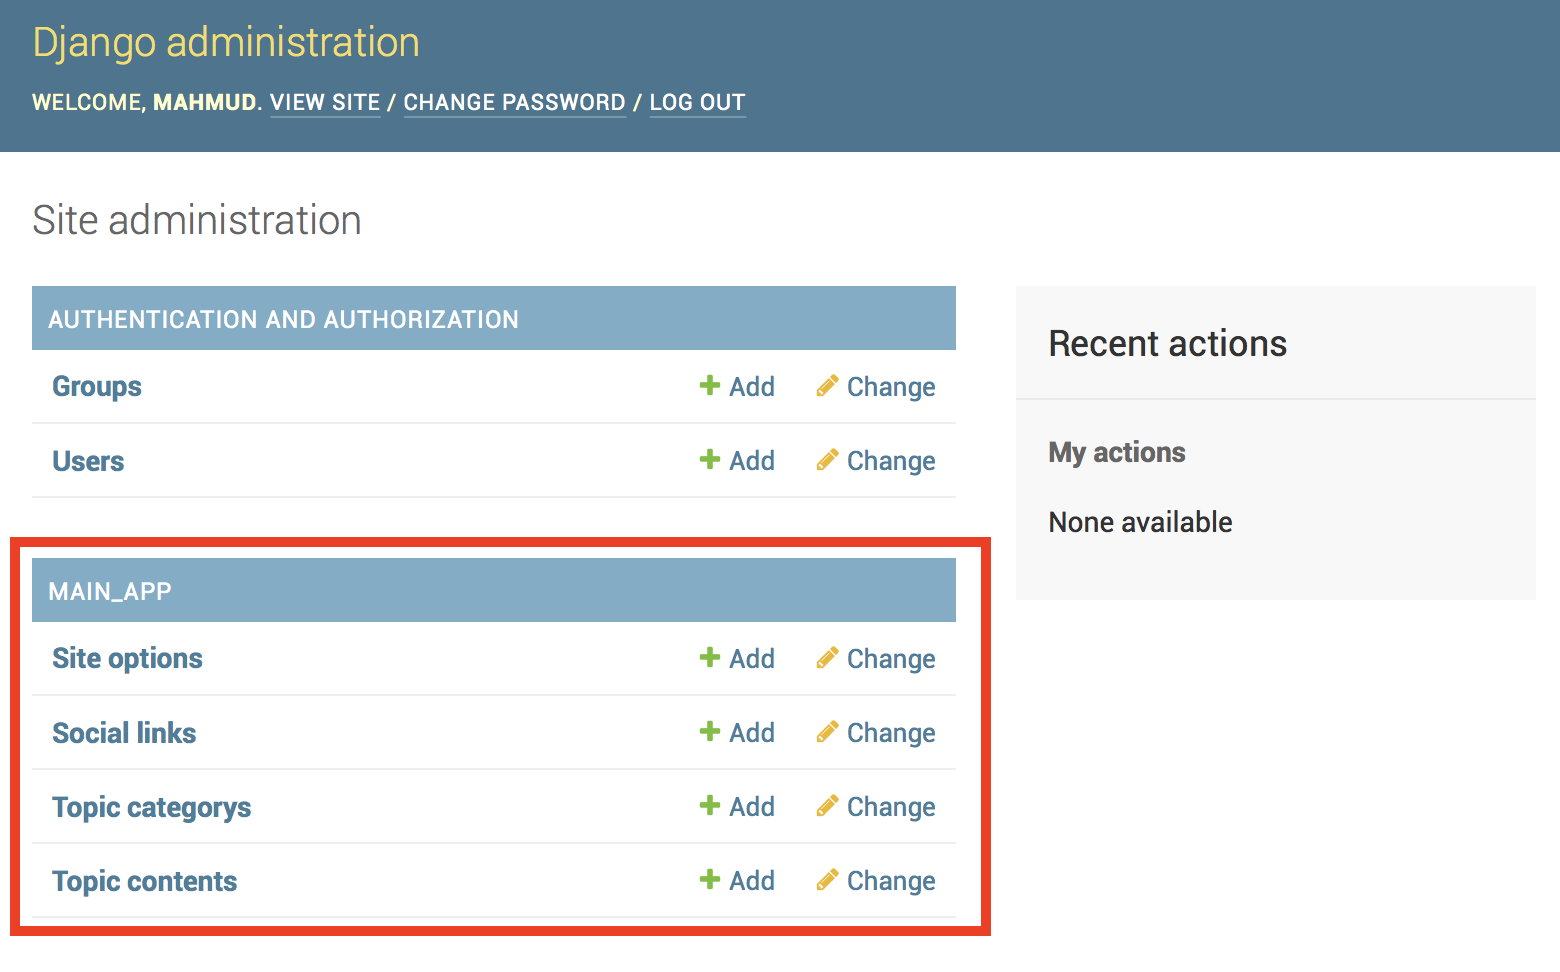 Django administration
WELCOME, MAHMUD. VIEW SITE / CHANGE PASSWORD / LOG OUT
Site administration
AUTHENTICATION AND AUTHORIZATION
Groups Add Change
Users Add Change
MAIN_APP
Site options Add Change
Social links Add Change
Topic categorys Add Change
Topic contents Add Change
Recent actions
My actions
None available